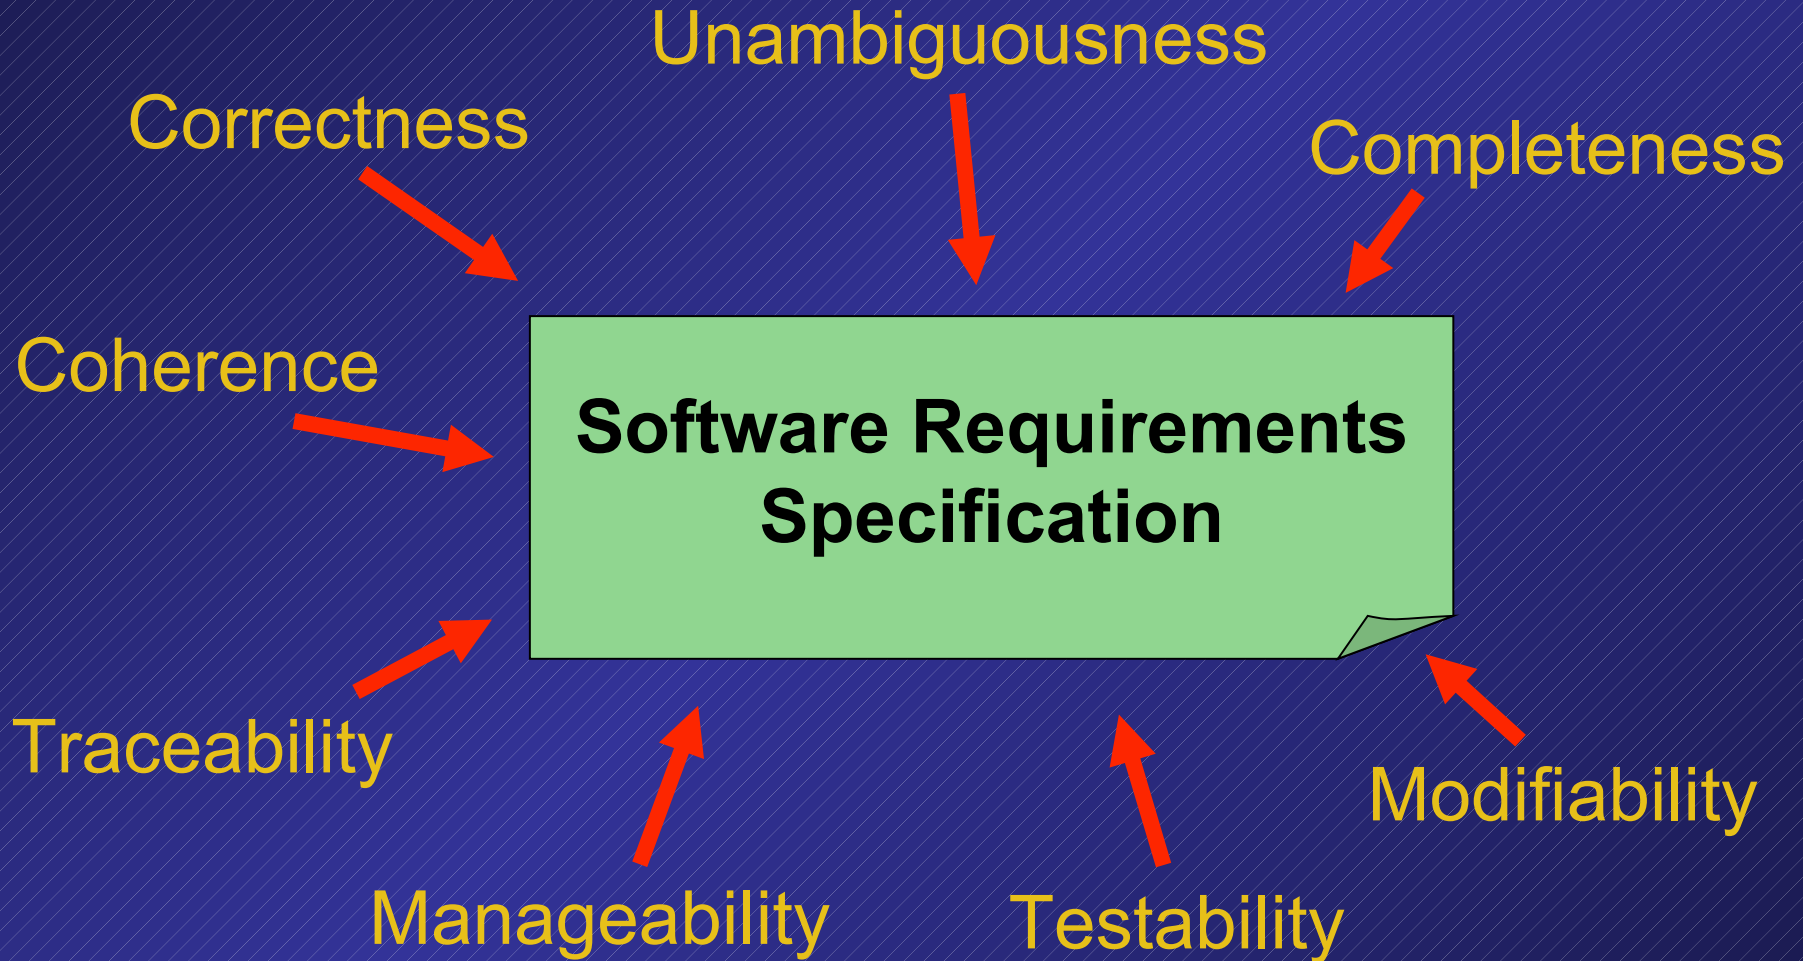 Unambiguousness
Correctness
Completeness
Coherence
Software Requirements
Specification
Traceability
Modifiability
Manageability
Testability